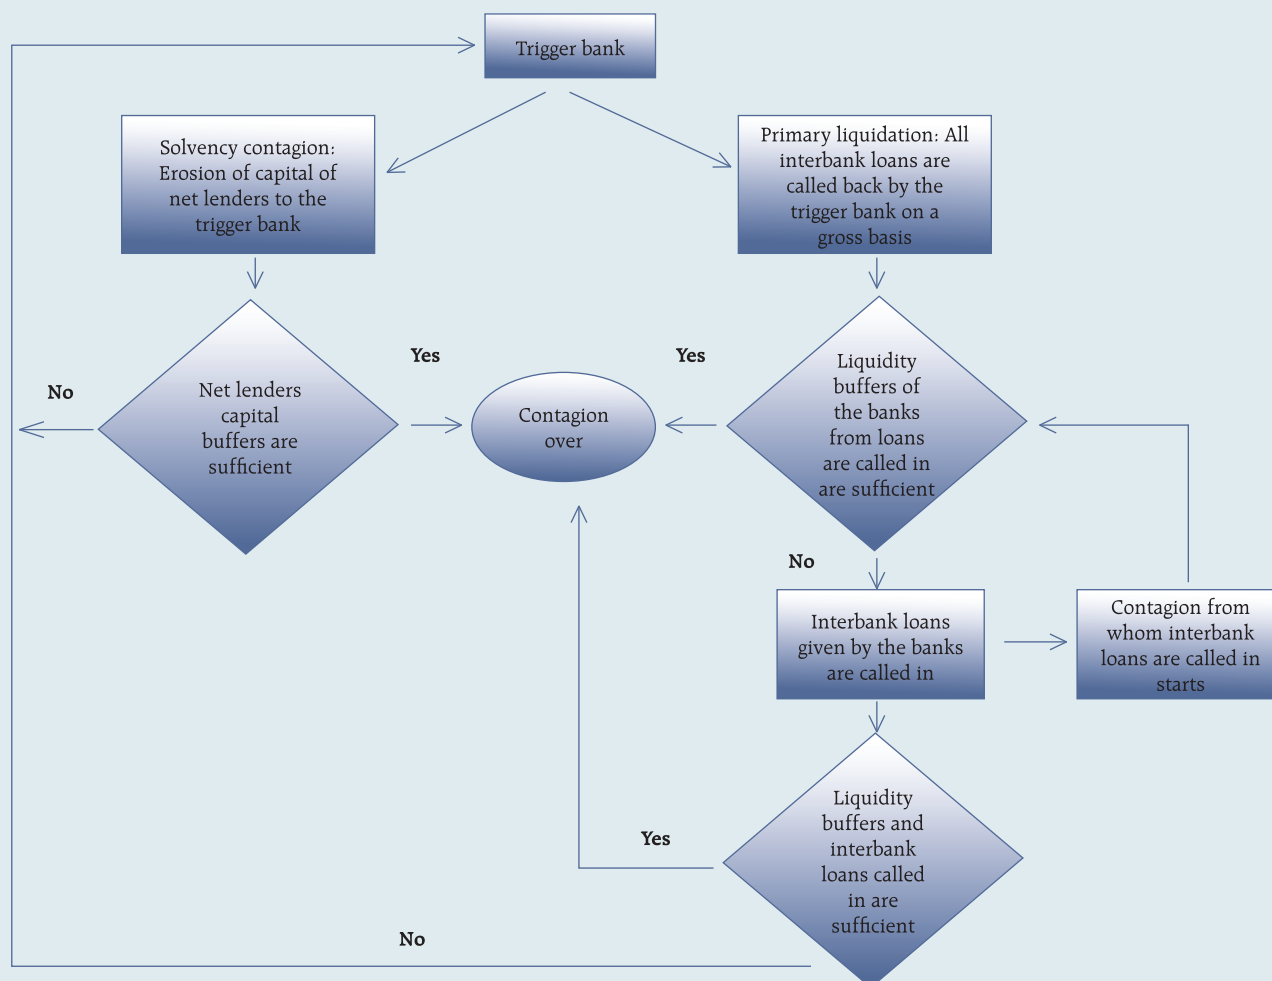 Trigger bank
Solvency contagion:
Erosion of capital of
net lenders to the
trigger bank
Primary liquidation: All
interbank loans are
called back by the
trigger bank on a
gross basis
No
Net lenders
capital
buffers are
sufficient
Yes
Contagion
over
Yes
Liquidity
buffers of
the banks
from loans
are called in
are sufficient
No
Interbank loans
given by the banks
are called in
Contagion from
whom interbank
loans are called in
starts
Yes
Liquidity
buffers and
interbank
loans called
in are
sufficient
No